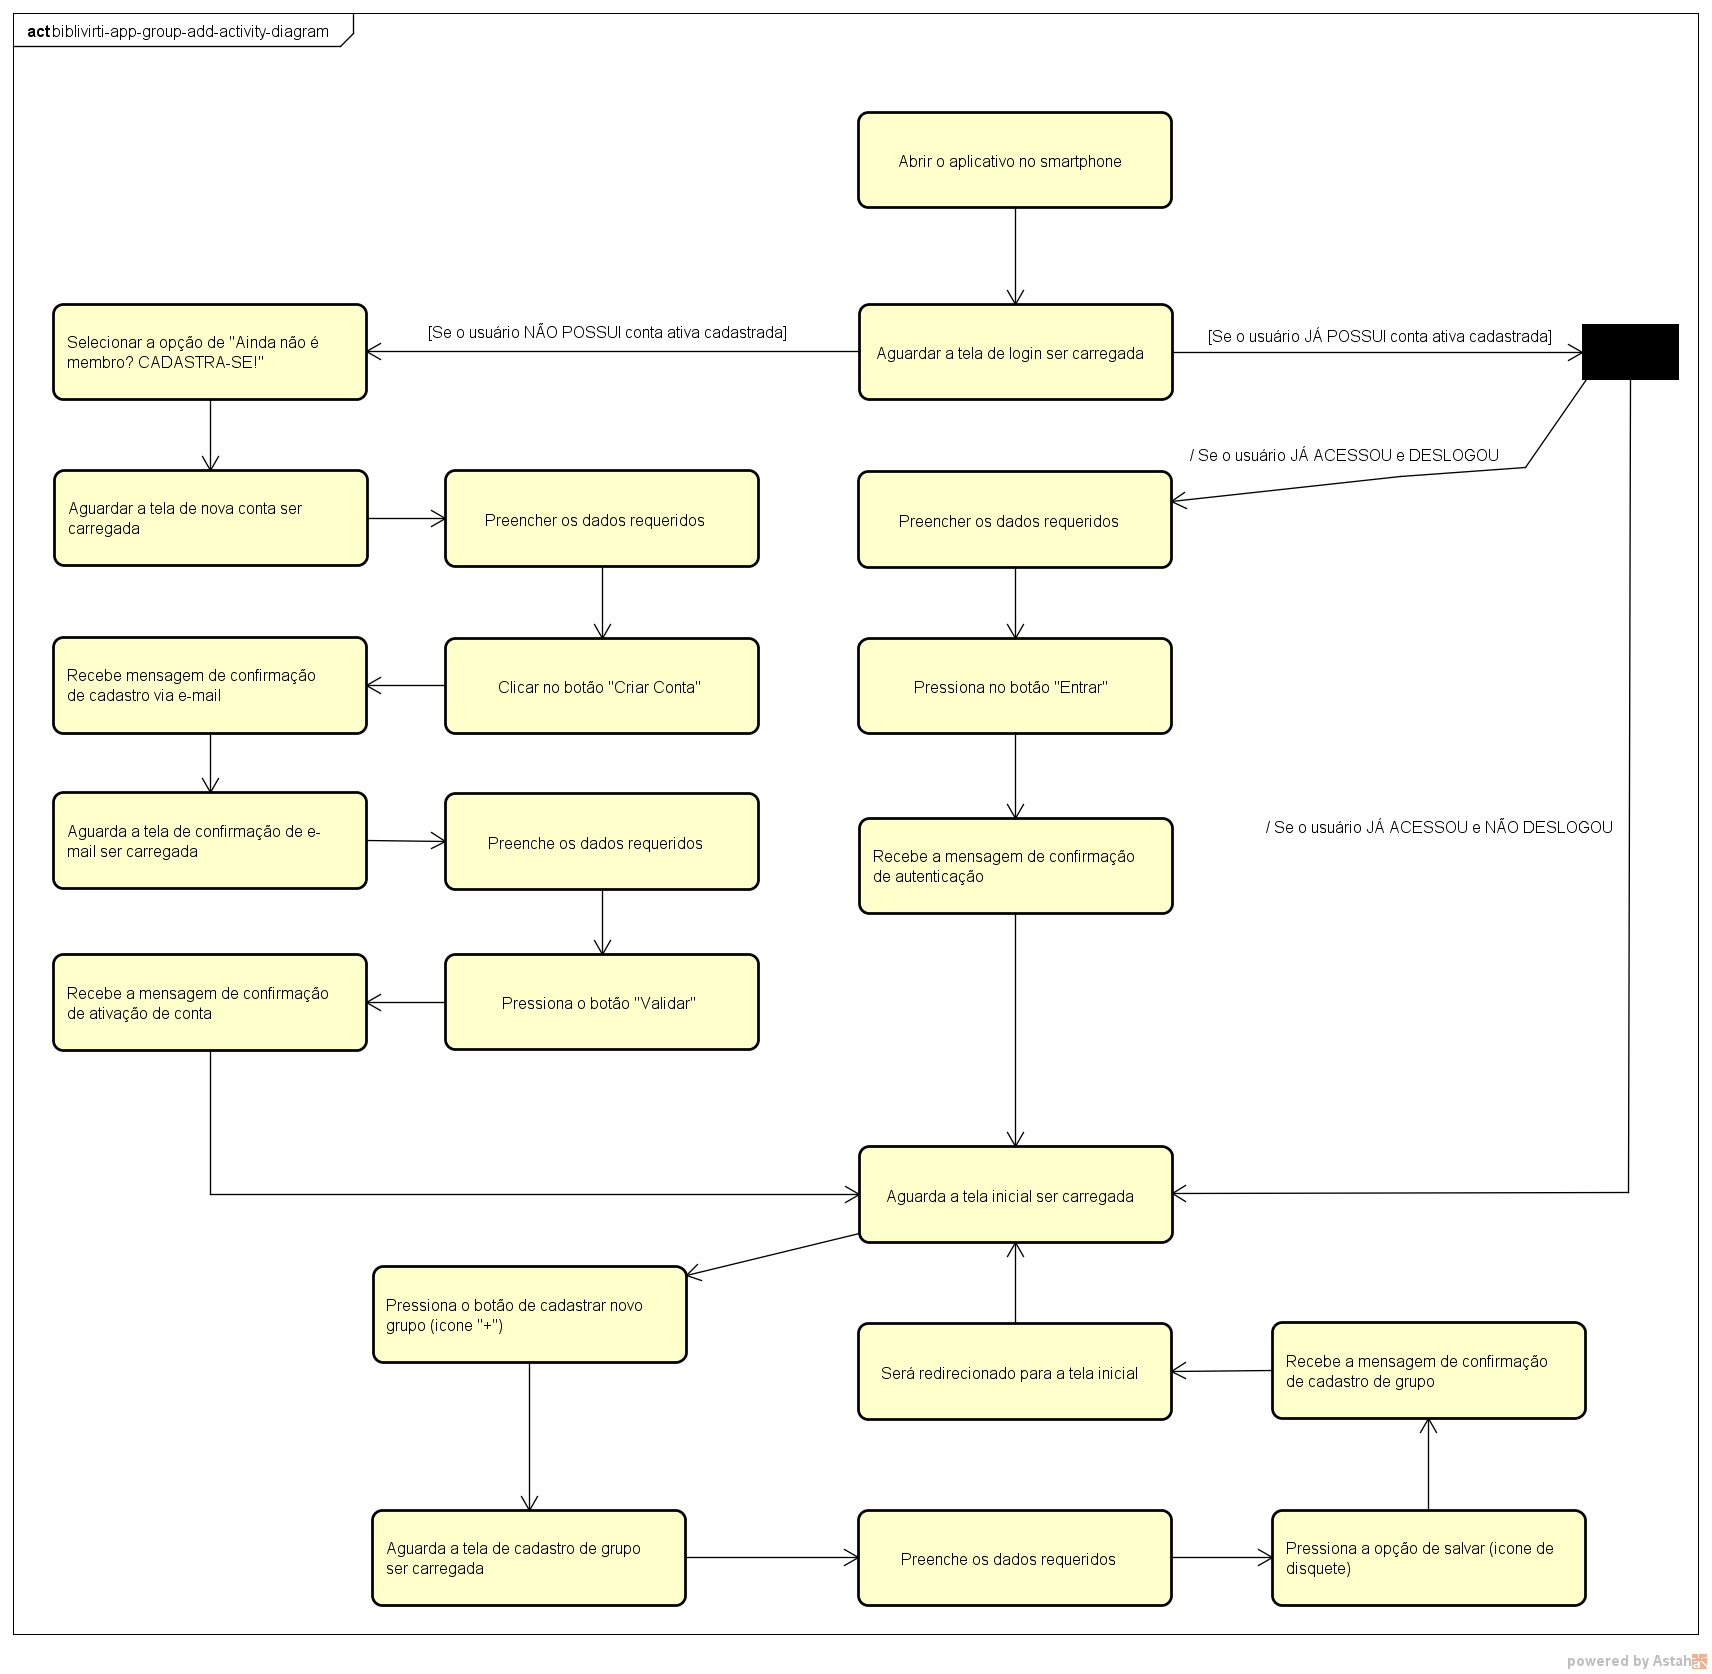 act biblivirti-app-group-add-activity-diagram
Abrir o aplicativo no smartphone
Selecionar a opção de "Ainda não é
membro? CADASTRA-SE!"
[Se o usuário NÃO POSSUI conta ativa cadastrada]
Aguardar a tela de login ser carregada
[Se o usuário JÁ POSSUI conta ativa cadastrada]
/ Se o usuário JÁ ACESSOU e DESLOGOU
Aguardar a tela de nova conta ser
carregada
Preencher os dados requeridos
Preencher os dados requeridos
Recebe mensagem de confirmação
de cadastro via e-mail
Clicar no botão "Criar Conta"
Pressiona no botão "Entrar"
Aguarda a tela de confirmação de e-
mail ser carregada
Preenche os dados requeridos
Recebe a mensagem de confirmação
de autenticação
/ Se o usuário JÁ ACESSOU e NÃO DESLOGOU
Recebe a mensagem de confirmação
de ativação de conta
Pressiona o botão "Validar"
Aguarda a tela inicial ser carregada
Pressiona o botão de cadastrar novo
grupo (icone "+")
Será redirecionado para a tela inicial
Recebe a mensagem de confirmação
de cadastro de grupo
Aguarda a tela de cadastro de grupo
ser carregada
Preenche os dados requeridos
Pressiona a opção de salvar (icone de
disquete)
powered by Astah